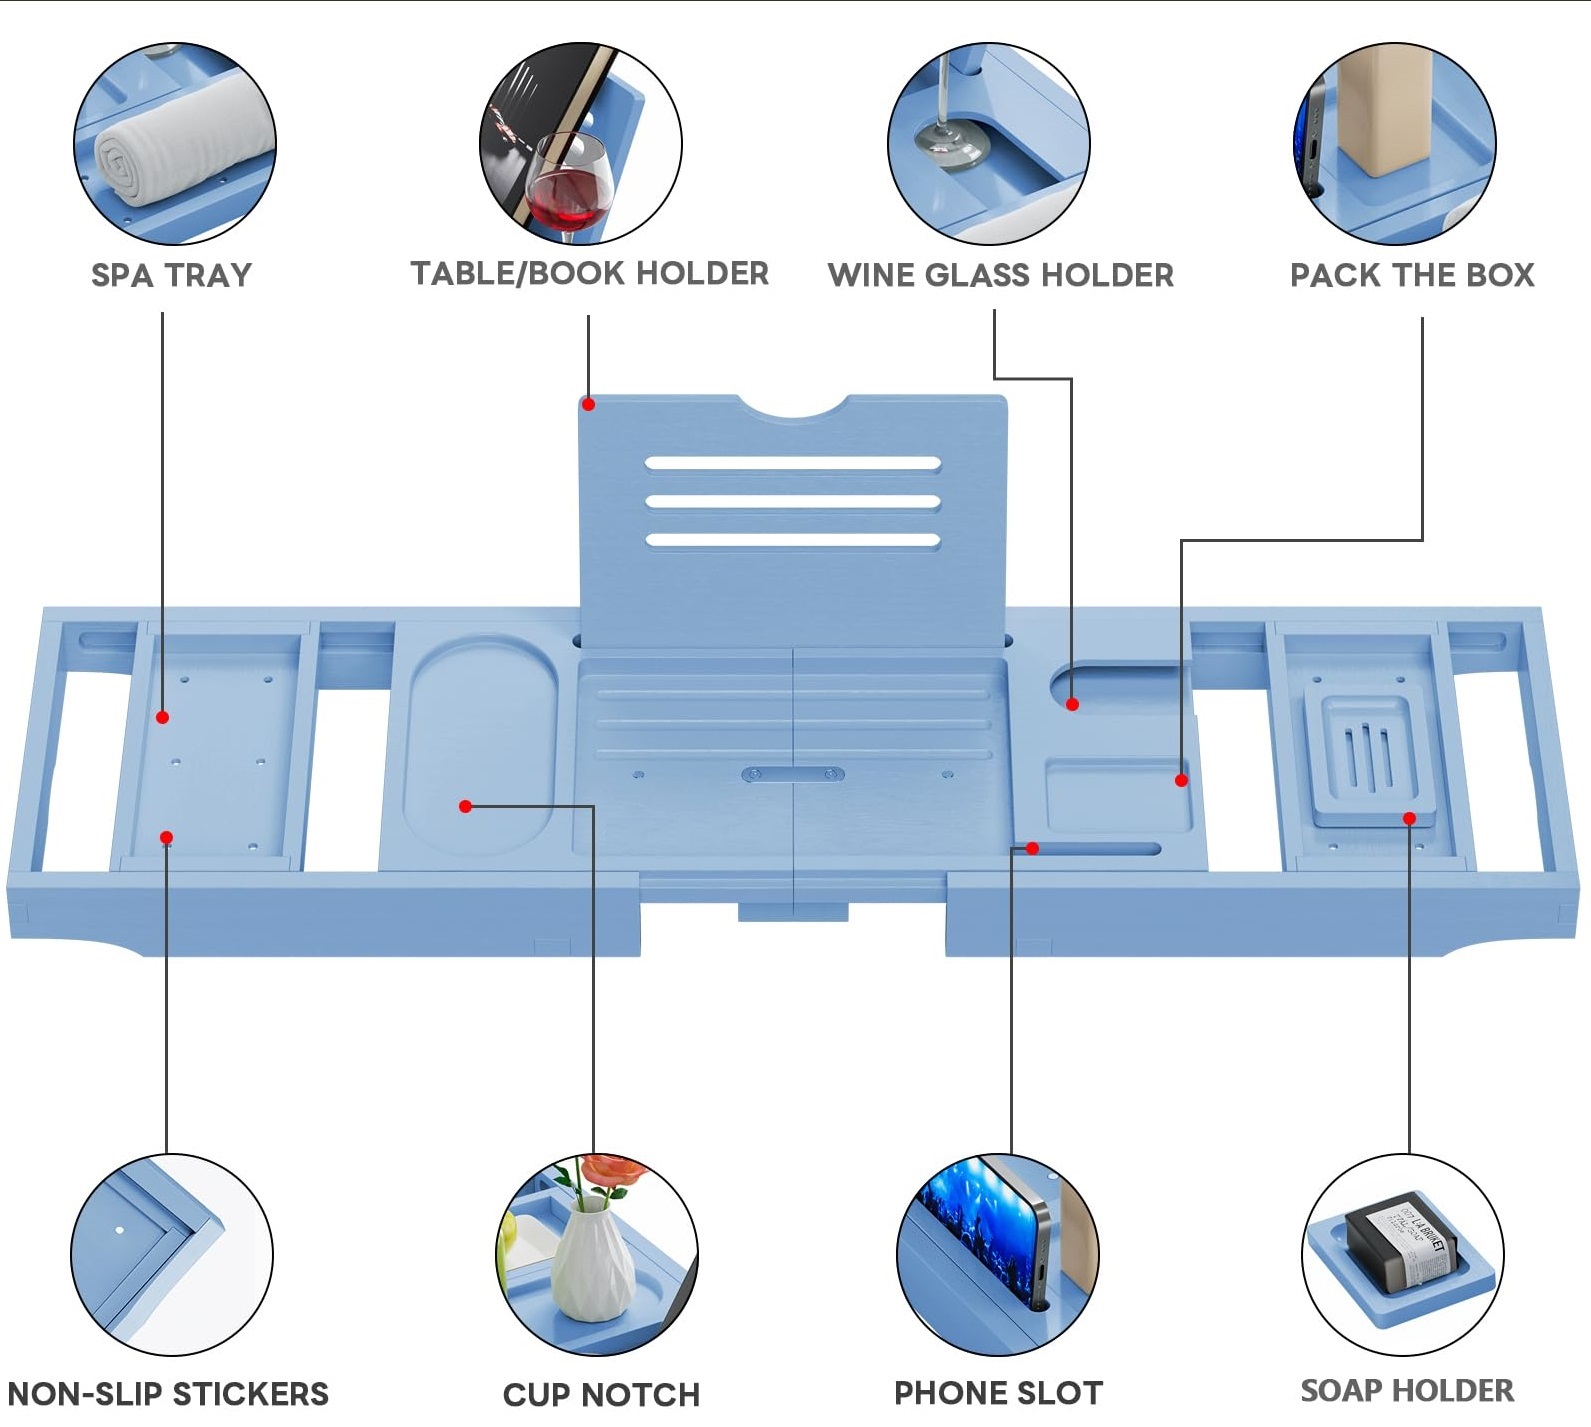 SPA TRAY
TABLE/BOOK HOLDER
WINE GLASS HOLDER
PACK THE BOX
L:A BRUKET
NON-SLIP STICKERS
CUP NOTCH
PHONE SLOT
SOAP HOLDER